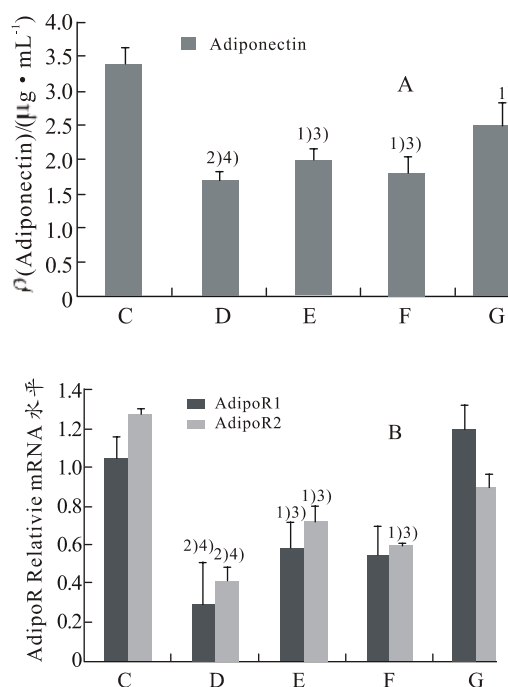 4.0
3.5
3.0
2.5
2.0
1.5
1.0
0.5
0
ρ(Adiponectin)/(μg·mL⁻¹)
Adiponectin
A
2)4)
1)3)
1)3)
1
C D E F G
1.4
1.2
1.0
0.8
0.6
0.4
0.2
0
AdipoR Relativie mRNA 水平
AdipoR1
AdipoR2
B
2)4) 2)4)
1)3) 1)3)
1)3)
C D E F G